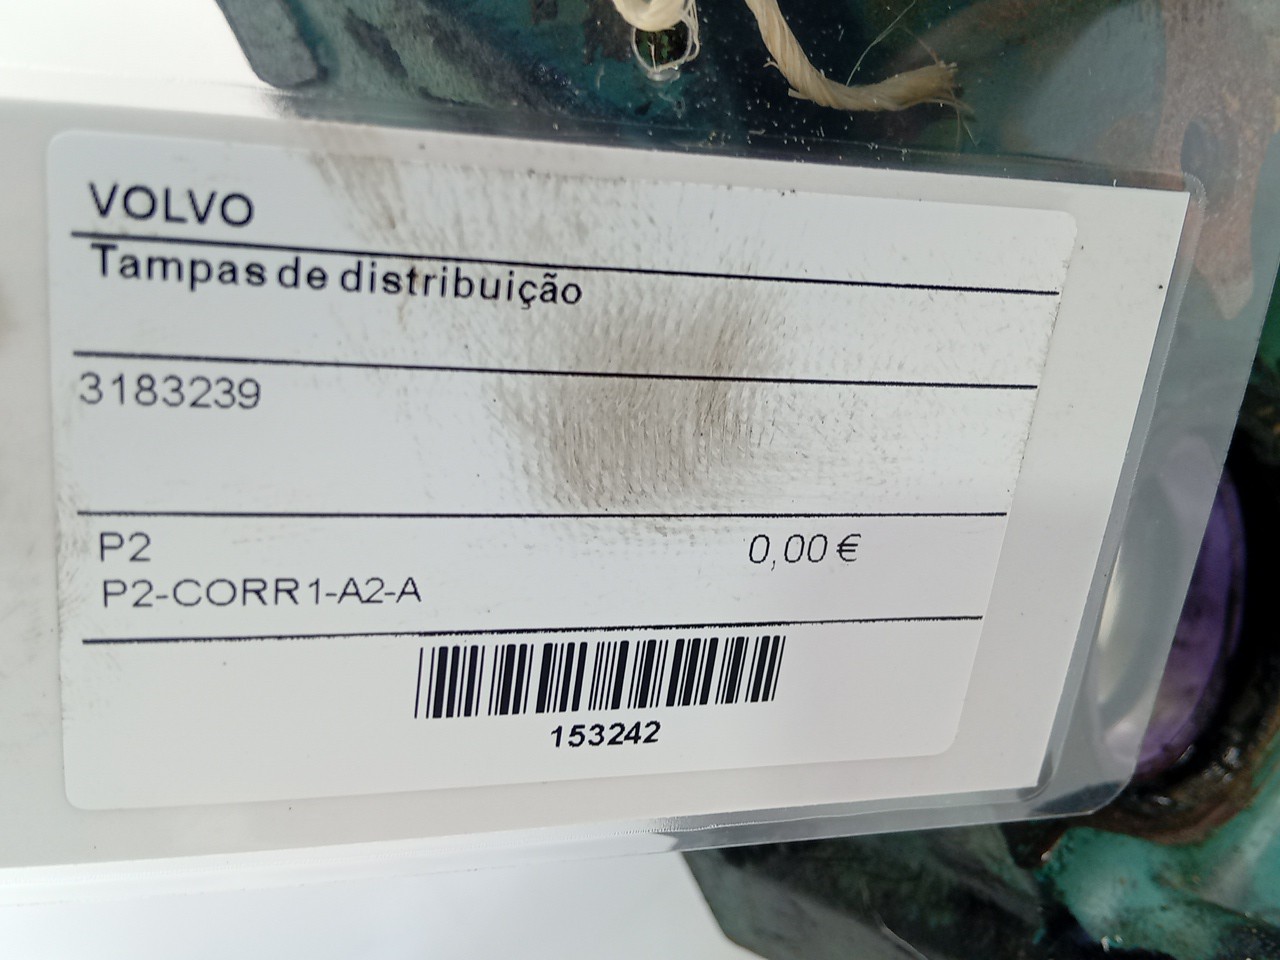 VOLVO
Tampas de distribuição
3183239
P2 0,00 €
P2-CORR1-A2-A
153242